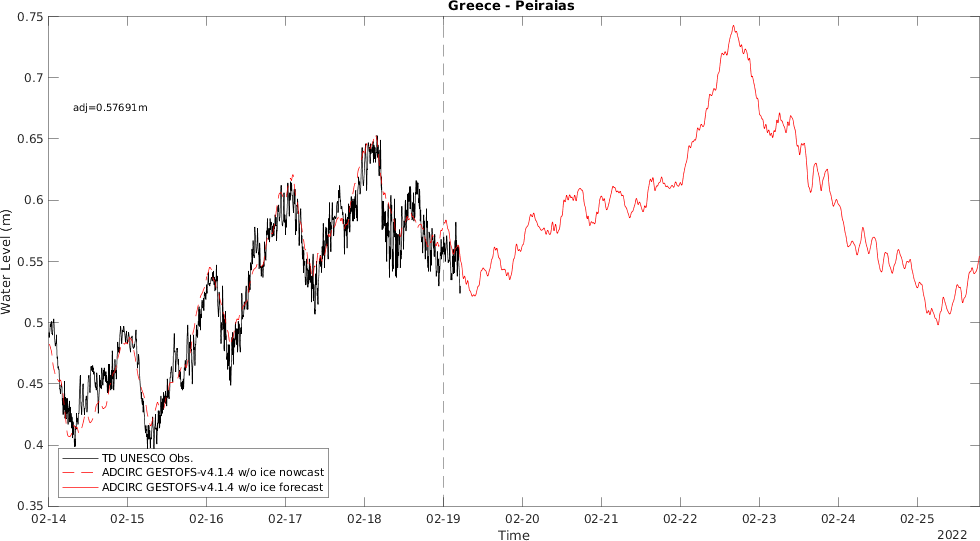 Greece - Peiraias
0.75
0.7
0.65
0.6
0.55
0.5
0.45
0.4
0.35
Water Level (m)
adj=0.57691m
TD UNESCO Obs.
ADCIRC GESTOFS-v4.1.4 w/o ice nowcast
ADCIRC GESTOFS-v4.1.4 w/o ice forecast
02-14 02-15 02-16 02-17 02-18 02-19 02-20 02-21 02-22 02-23 02-24 02-25
Time
2022